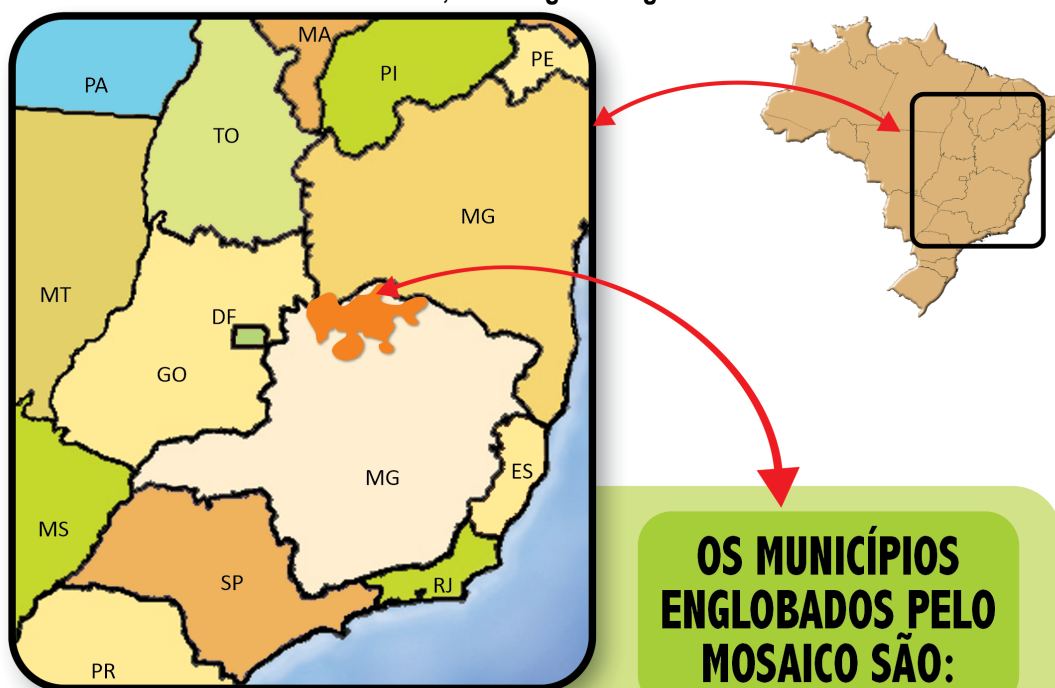 MA
PE
PI
PA
TO
MG
MT
DF
GO
MG
ES
MS
SP
RJ
PR
OS MUNICÍPIOS
ENGLOBADOS PELO
MOSAICO SÃO: